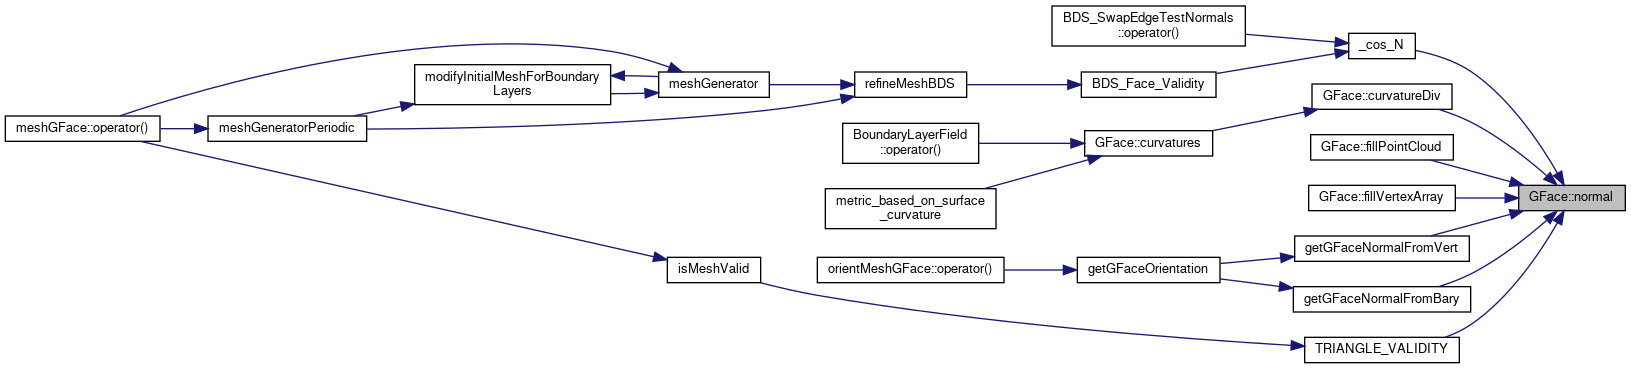 BDS_SwapEdgeTestNormals
::operator()
_cos_N
modifyInitialMeshForBoundary
Layers
meshGenerator
refineMeshBDS
BDS_Face_Validity
GFace::curvatureDiv
meshGFace::operator()
meshGeneratorPeriodic
BoundaryLayerField
::operator()
GFace::curvatures
GFace::fillPointCloud
metric_based_on_surface
_curvature
GFace::fillVertexArray
GFace::normal
getGFaceNormalFromVert
isMeshValid
orientMeshGFace::operator()
getGFaceOrientation
getGFaceNormalFromBary
TRIANGLE_VALIDITY